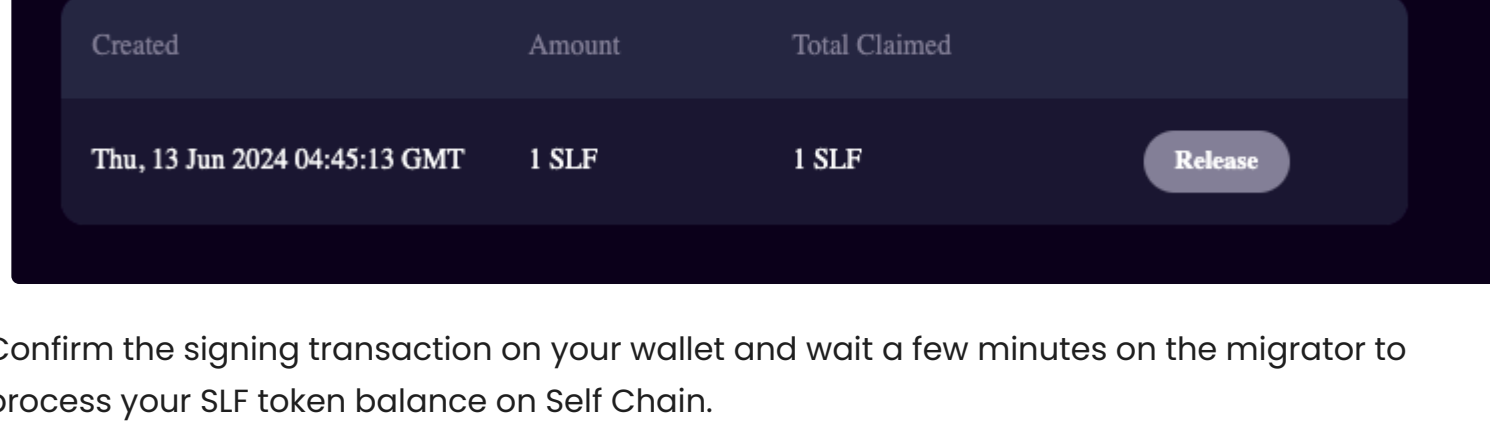 Created Amount Total Claimed
Thu, 13 Jun 2024 04:45:13 GMT 1 SLF 1 SLF Release
Confirm the signing transaction on your wallet and wait a few minutes on the migrator to
process your SLF token balance on Self Chain.